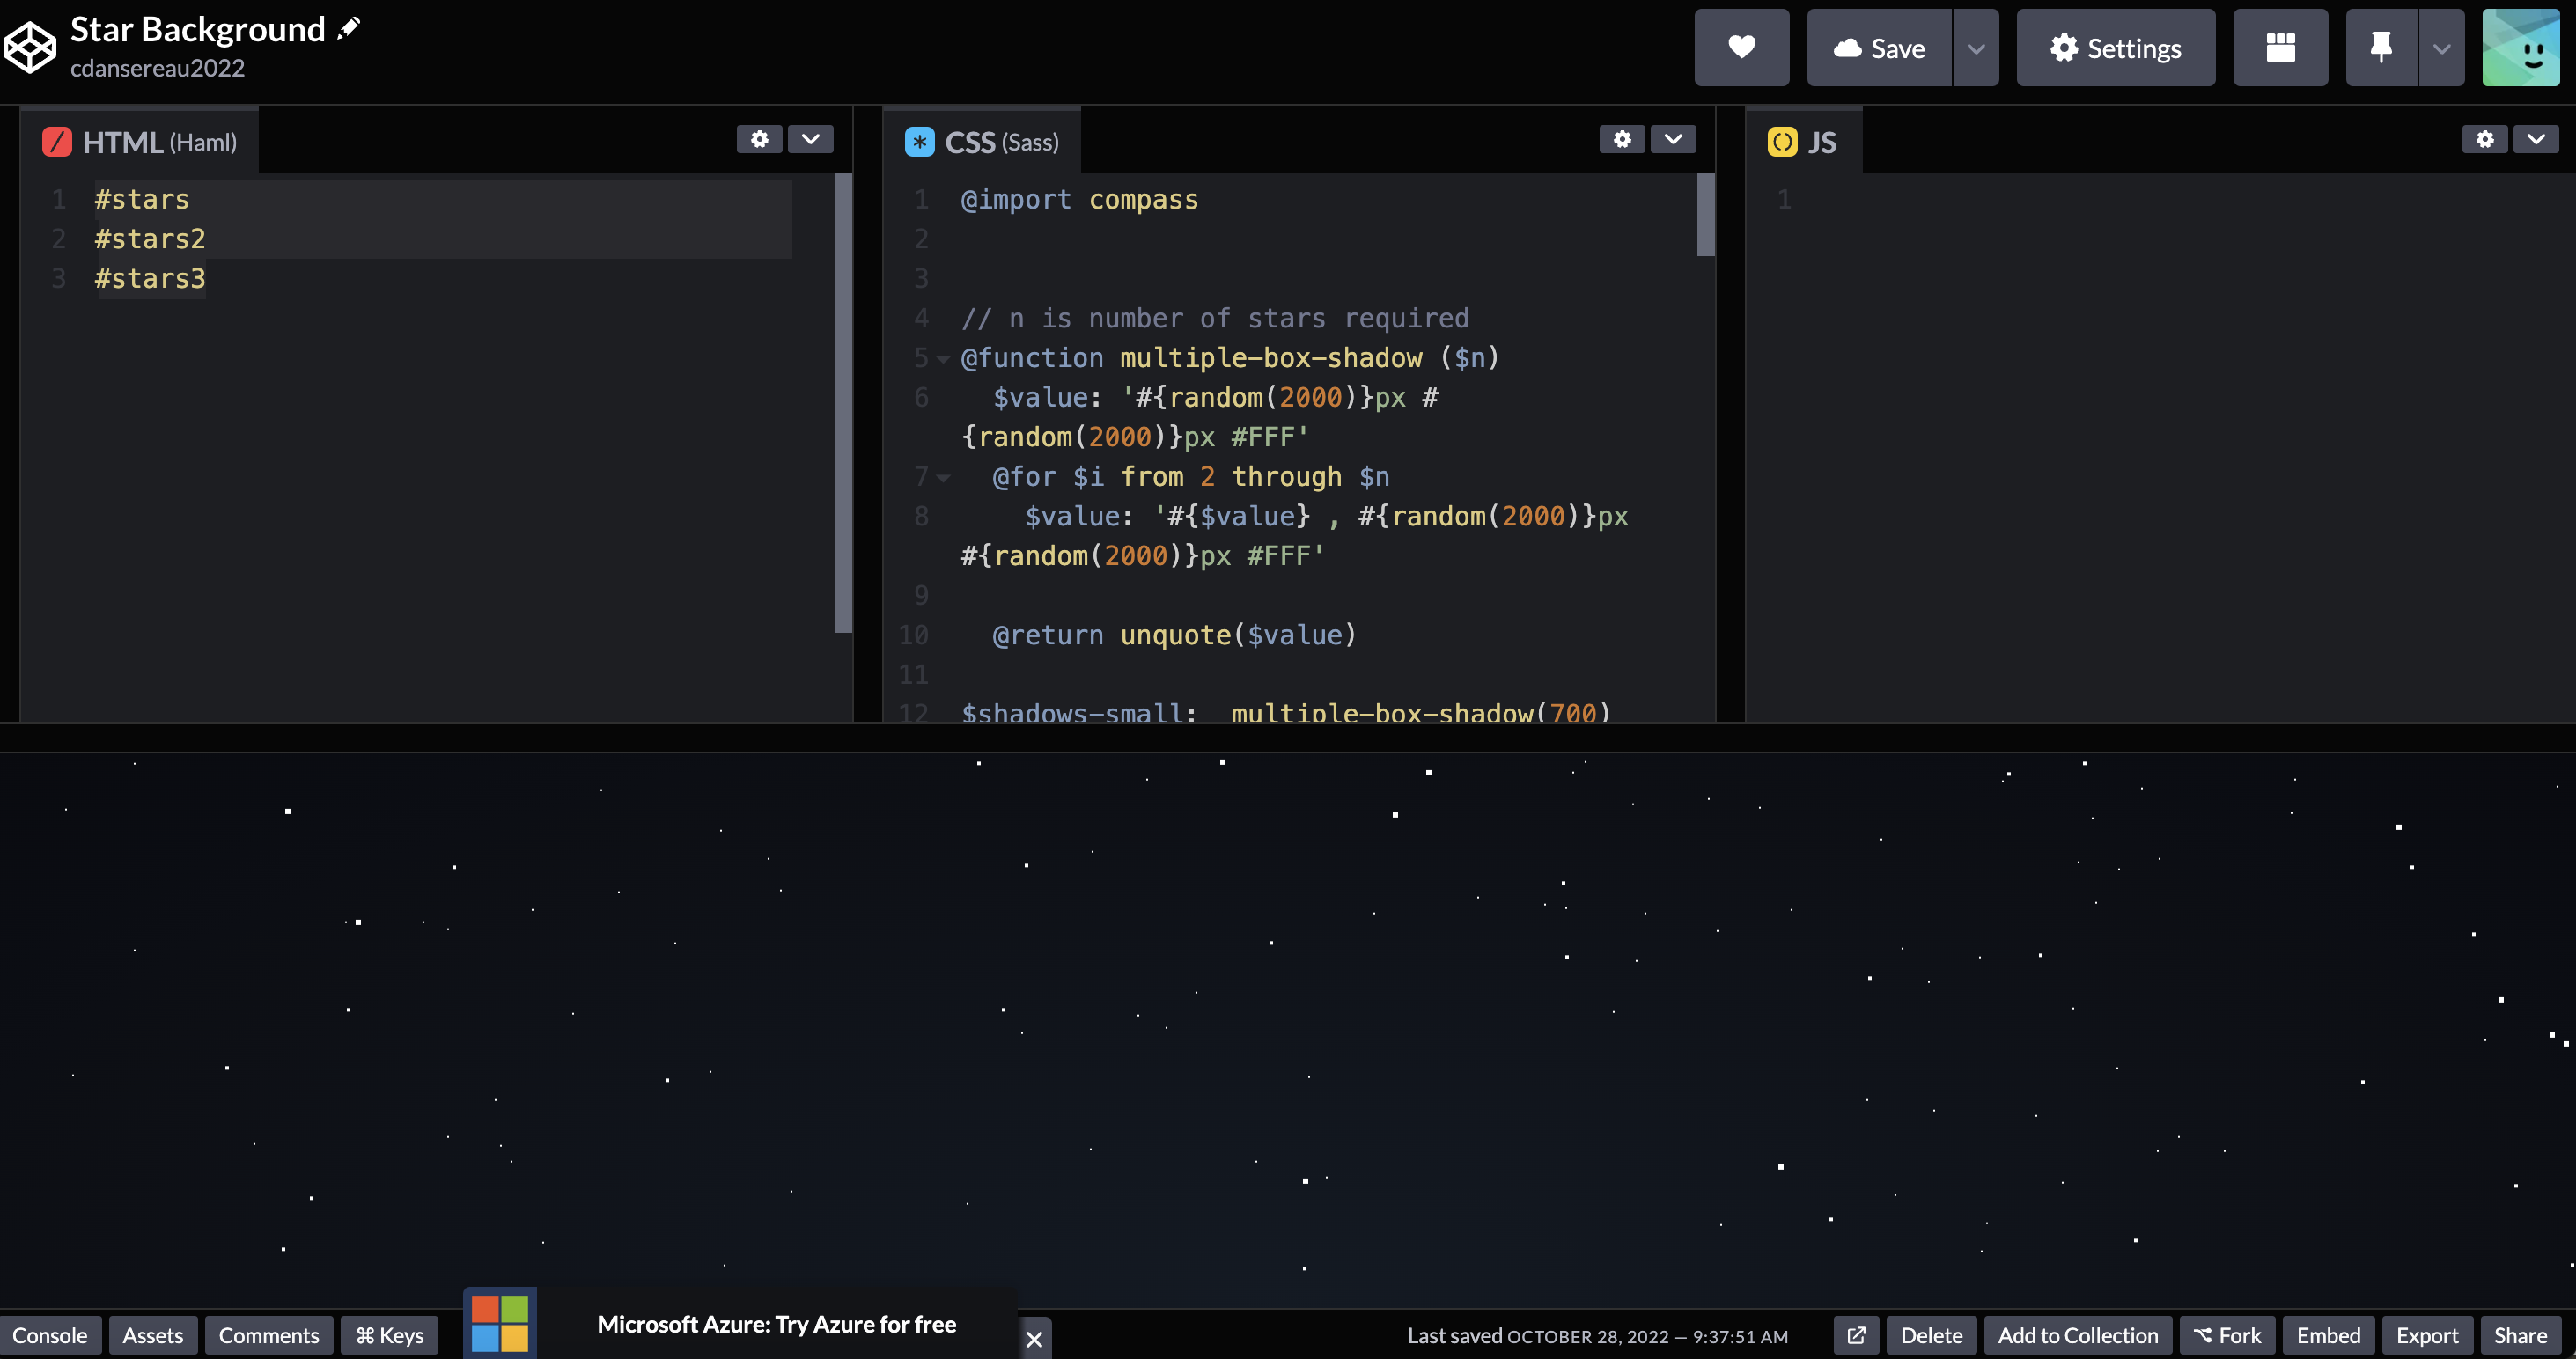 Star Background
cdansereau2022
Save
Settings
HTML (Haml)
1 #stars
2 #stars2
3 #stars3
CSS (Sass)
1 @import compass
2
3
4 // n is number of stars required
5 @function multiple-box-shadow ($n)
6 $value: '#{random(2000)}px #
{random(2000)}px #FFF'
7 @for $i from 2 through $n
8 $value: '#{$value} , #{random(2000)}px
#{random(2000)}px #FFF'
9
10 @return unquote($value)
11
12 $shadows-small: multiple-box-shadow(700)
JS
1
Console
Assets
Comments
⌘ Keys
Microsoft Azure: Try Azure for free
Last saved OCTOBER 28, 2022 — 9:37:51 AM
Delete
Add to Collection
Fork
Embed
Export
Share